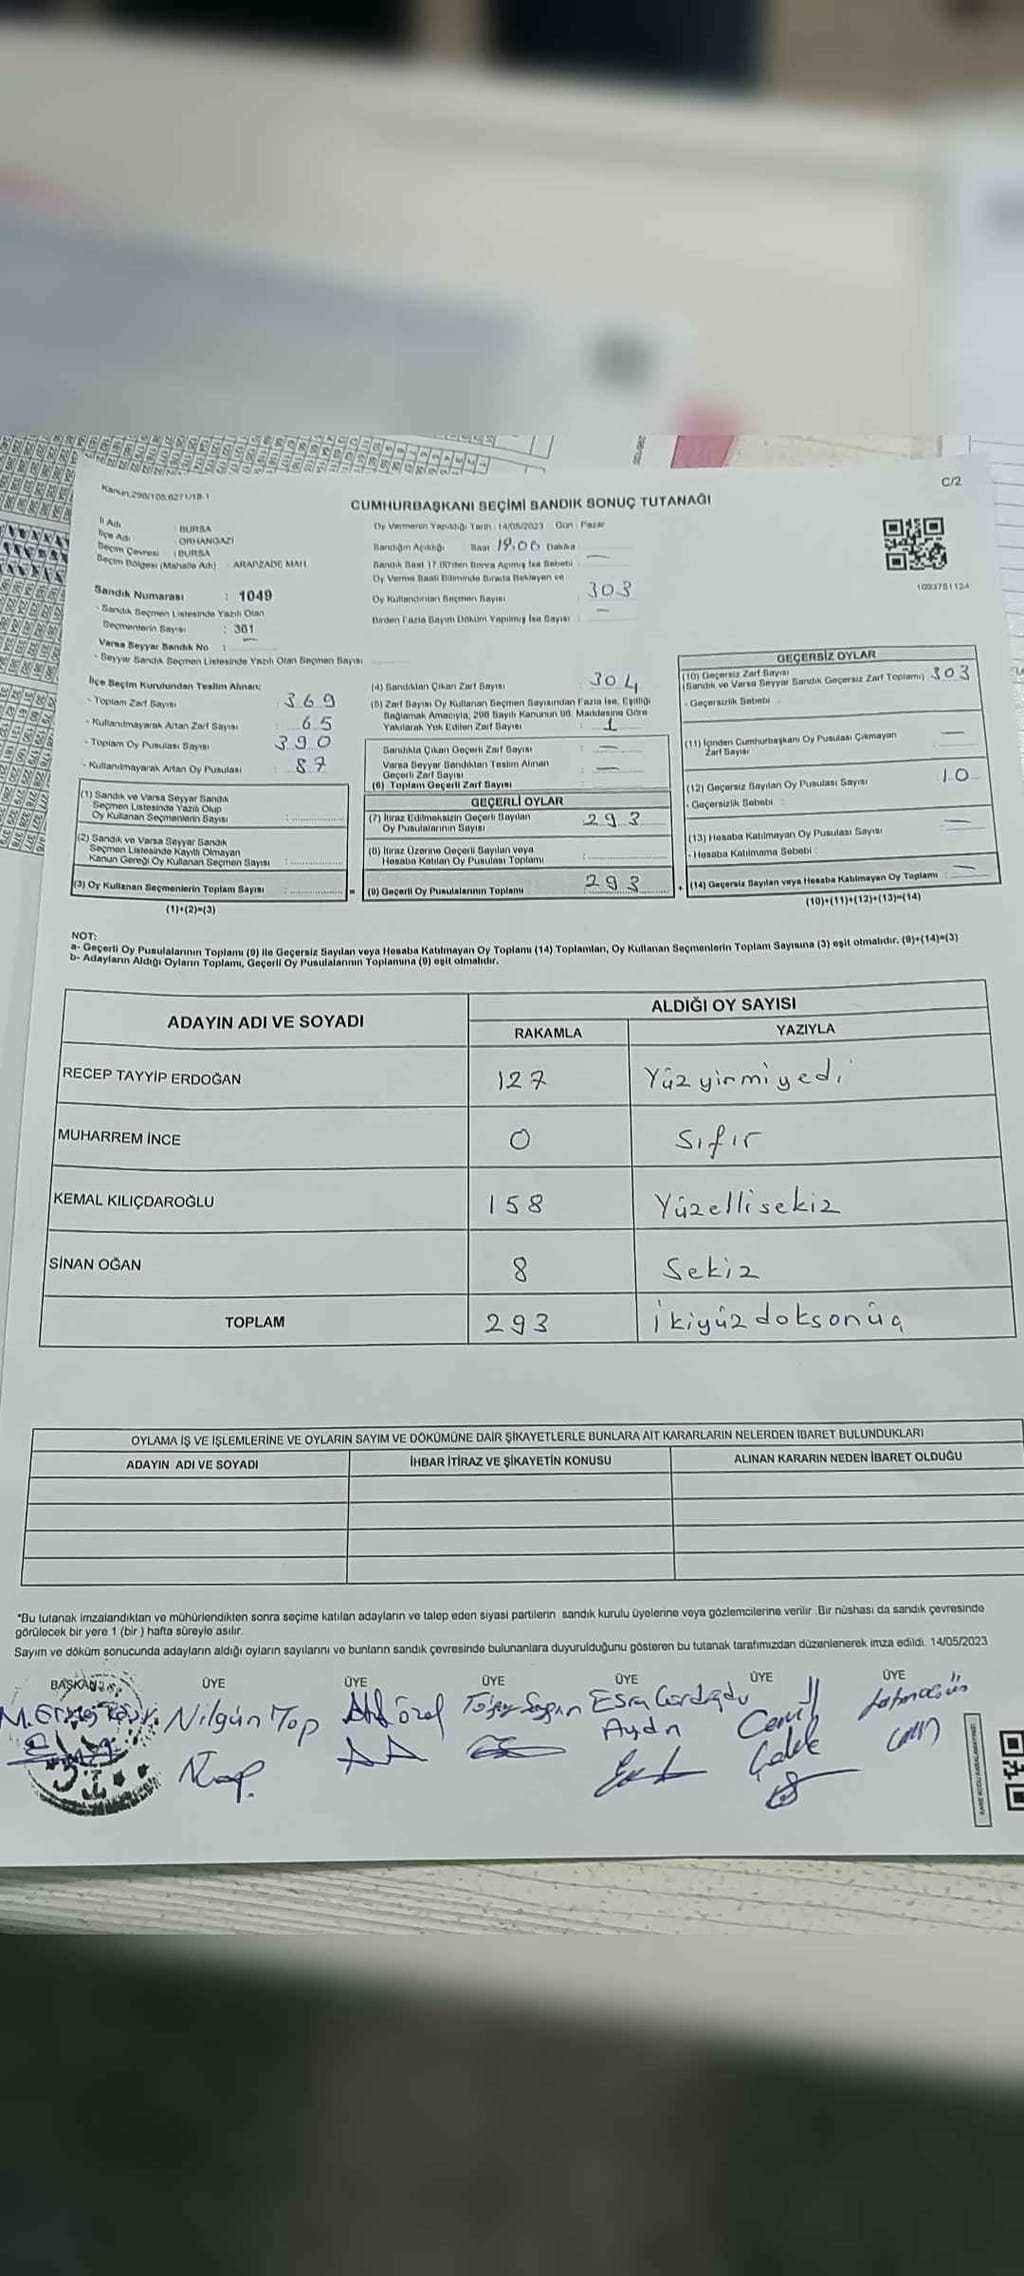 Kanun.298/105,6271/18-1
C/2
CUMHURBAŞKANI SEÇİMİ SANDIK SONUÇ TUTANAĞI
İl Adı : BURSA
İlçe Adı : ORHANGAZİ
Seçim Çevresi : BURSA
Seçim Bölgesi (Mahalle Adı) : ARAPZADE MAH
Sandık Numarası : 1049
- Sandık Seçmen Listesinde Yazılı Olan
Seçmenlerin Sayısı : 361
Varsa Seyyar Sandık No : —
- Seyyar Sandık Seçmen Listesinde Yazılı Olan Seçmen Sayısı
Oy Vermenin Yapıldığı Tarih : 14/05/2023 Gün : Pazar
Sandığın Açıldığı Saat 19:06 Dakika
Sandık Saat 17.00'den Sonra Açılmış İse Sebebi : —
Oy Verme Saati Bitiminde Sırada Bekleyen ve
Oy Kullandırılan Seçmen Sayısı : 303
Birden Fazla Sayım Döküm Yapılmış İse Sayısı : —
1093751124
İlçe Seçim Kurulundan Teslim Alınan;
- Toplam Zarf Sayısı : 369
- Kullanılmayarak Artan Zarf Sayısı : 65
- Toplam Oy Pusulası Sayısı : 390
- Kullanılmayarak Artan Oy Pusulası : 87
(1) Sandık ve Varsa Seyyar Sandık
Seçmen Listesinde Yazılı Olup
Oy Kullanan Seçmenlerin Sayısı :
(2) Sandık ve Varsa Seyyar Sandık
Seçmen Listesinde Kayıtlı Olmayan
Kanun Gereği Oy Kullanan Seçmen Sayısı :
(3) Oy Kullanan Seçmenlerin Toplam Sayısı :
(1)+(2)=(3)
(4) Sandıktan Çıkan Zarf Sayısı : 304
(5) Zarf Sayısı Oy Kullanan Seçmen Sayısından Fazla İse, Eşitliği
Sağlamak Amacıyla, 298 Sayılı Kanunun 98. Maddesine Göre
Yakılarak Yok Edilen Zarf Sayısı : 1
Sandıkta Çıkan Geçerli Zarf Sayısı : —
Varsa Seyyar Sandıktan Teslim Alınan
Geçerli Zarf Sayısı : —
(6) Toplam Geçerli Zarf Sayısı
GEÇERLİ OYLAR
(7) İtiraz Edilmeksizin Geçerli Sayılan
Oy Pusulalarının Sayısı : 293
(8) İtiraz Üzerine Geçerli Sayılan veya
Hesaba Katılan Oy Pusulası Toplamı :
= (9) Geçerli Oy Pusulalarının Toplamı : 293 +
GEÇERSİZ OYLAR
(10) Geçersiz Zarf Sayısı
(Sandık ve Varsa Seyyar Sandık Geçersiz Zarf Toplamı) 303
- Geçersizlik Sebebi :
(11) İçinden Cumhurbaşkanı Oy Pusulası Çıkmayan
Zarf Sayısı —
(12) Geçersiz Sayılan Oy Pusulası Sayısı 10
- Geçersizlik Sebebi :
(13) Hesaba Katılmayan Oy Pusulası Sayısı —
- Hesaba Katılmama Sebebi :
(14) Geçersiz Sayılan veya Hesaba Katılmayan Oy Toplamı : —
(10)+(11)+(12)+(13)=(14)
NOT:
a- Geçerli Oy Pusulalarının Toplamı (9) ile Geçersiz Sayılan veya Hesaba Katılmayan Oy Toplamı (14) Toplamları, Oy Kullanan Seçmenlerin Toplam Sayısına (3) eşit olmalıdır. (9)+(14)=(3)
b- Adayların Aldığı Oyların Toplamı, Geçerli Oy Pusulalarının Toplamına (9) eşit olmalıdır.
ADAYIN ADI VE SOYADI
ALDIĞI OY SAYISI
RAKAMLA YAZIYLA
RECEP TAYYİP ERDOĞAN 127 Yüzyirmiyedi
MUHARREM İNCE 0 Sıfır
KEMAL KILIÇDAROĞLU 158 Yüzellisekiz
SİNAN OĞAN 8 Sekiz
TOPLAM 293 ikiyüzdoksonüç
OYLAMA İŞ VE İŞLEMLERİNE VE OYLARIN SAYIM VE DÖKÜMÜNE DAİR ŞİKAYETLERLE BUNLARA AİT KARARLARIN NELERDEN İBARET BULUNDUKLARI
ADAYIN ADI VE SOYADI İHBAR İTİRAZ VE ŞİKAYETİN KONUSU ALINAN KARARIN NEDEN İBARET OLDUĞU
*Bu tutanak imzalandıktan ve mühürlendikten sonra seçime katılan adayların ve talep eden siyasi partilerin sandık kurulu üyelerine veya gözlemcilerine verilir .Bir nüshası da sandık çevresinde
görülecek bir yere 1 (bir ) hafta süreyle asılır.
Sayım ve döküm sonucunda adayların aldığı oyların sayılarını ve bunların sandık çevresinde bulunanlara duyurulduğunu gösteren bu tutanak tarafımızdan düzenlenerek imza edildi. 14/05/2023
BAŞKAN ÜYE ÜYE ÜYE ÜYE ÜYE ÜYE
Nilgün Top Özel Esra
Aydın Cemil
Çelik